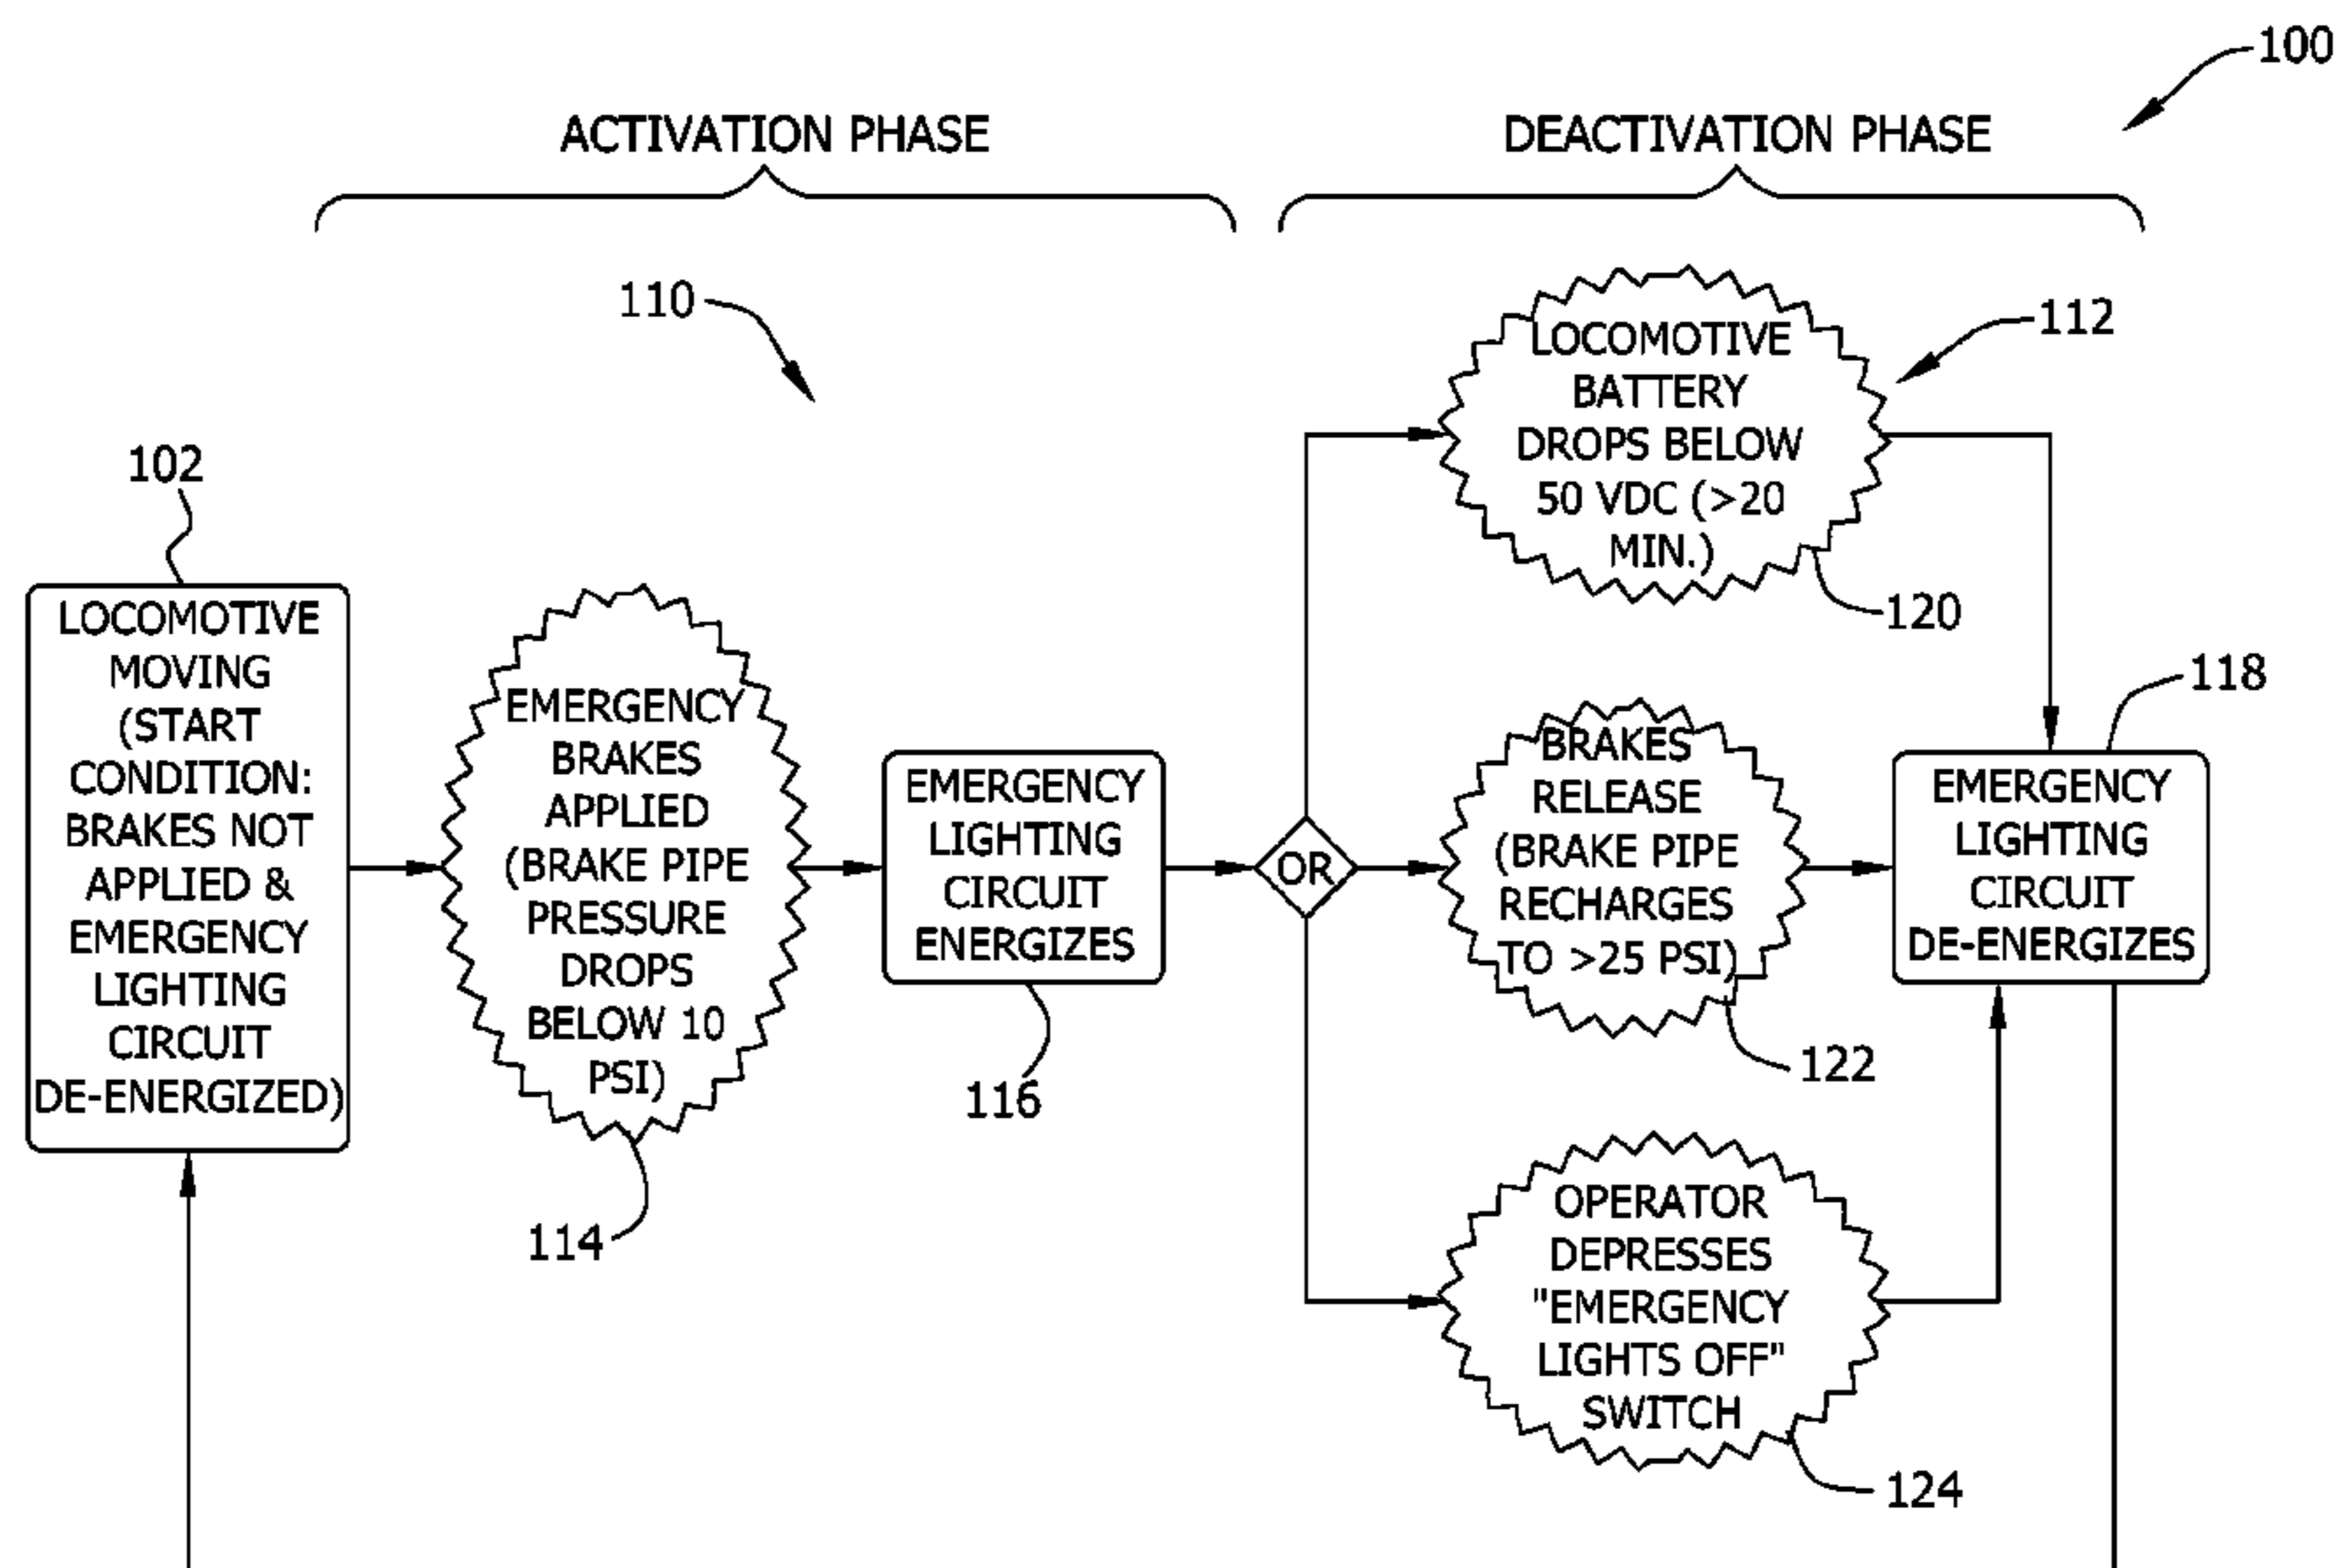 100
ACTIVATION PHASE
DEACTIVATION PHASE
110
112
102
LOCOMOTIVE
MOVING
(START
CONDITION:
BRAKES NOT
APPLIED &
EMERGENCY
LIGHTING
CIRCUIT
DE-ENERGIZED)
EMERGENCY
BRAKES
APPLIED
(BRAKE PIPE
PRESSURE
DROPS
BELOW 10
PSI)
114
EMERGENCY
LIGHTING
CIRCUIT
ENERGIZES
116
OR
LOCOMOTIVE
BATTERY
DROPS BELOW
50 VDC (>20
MIN.)
120
BRAKES
RELEASE
(BRAKE PIPE
RECHARGES
TO >25 PSI)
122
OPERATOR
DEPRESSES
"EMERGENCY
LIGHTS OFF"
SWITCH
124
118
EMERGENCY
LIGHTING
CIRCUIT
DE-ENERGIZES